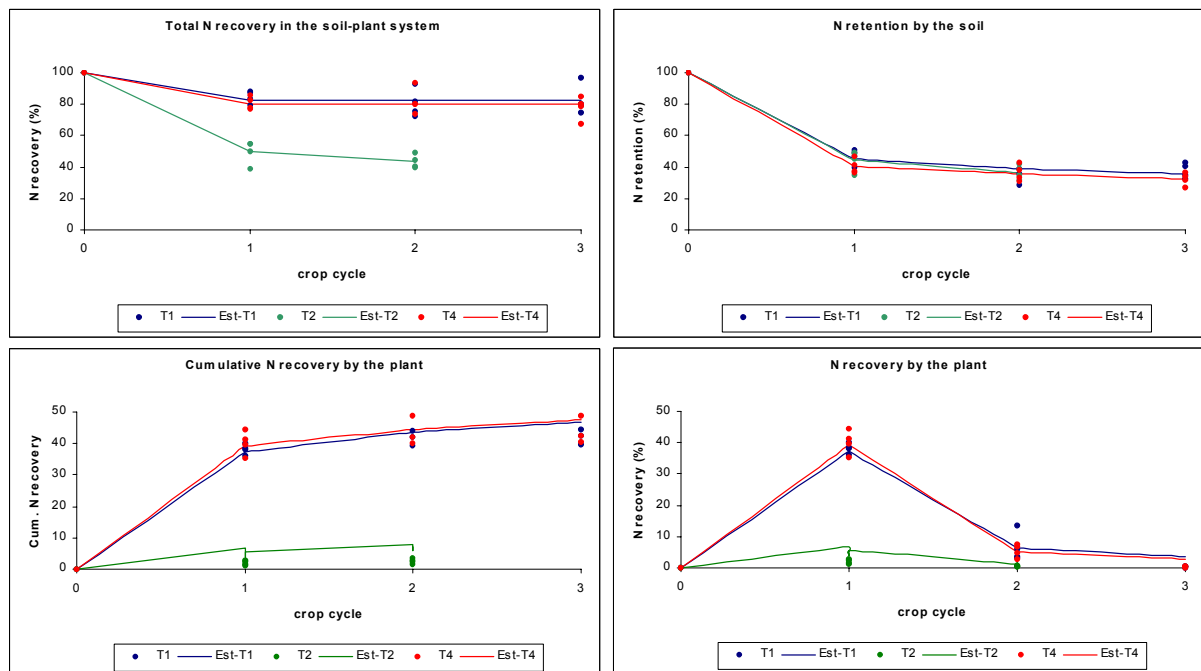 Total N recovery in the soil-plant system
N recovery (%)
100
80
60
40
20
0
0 1 2 3
crop cycle
T1 Est-T1 T2 Est-T2 T4 Est-T4
N retention by the soil
N retention (%)
100
80
60
40
20
0
0 1 2 3
crop cycle
T1 Est-T1 T2 Est-T2 T4 Est-T4
Cumulative N recovery by the plant
Cum. N recovery
50
40
30
20
10
0
0 1 2 3
crop cycle
T1 Est-T1 T2 Est-T2 T4 Est-T4
N recovery by the plant
N recovery (%)
50
40
30
20
10
0
0 1 2 3
crop cycle
T1 Est-T1 T2 Est-T2 T4 Est-T4